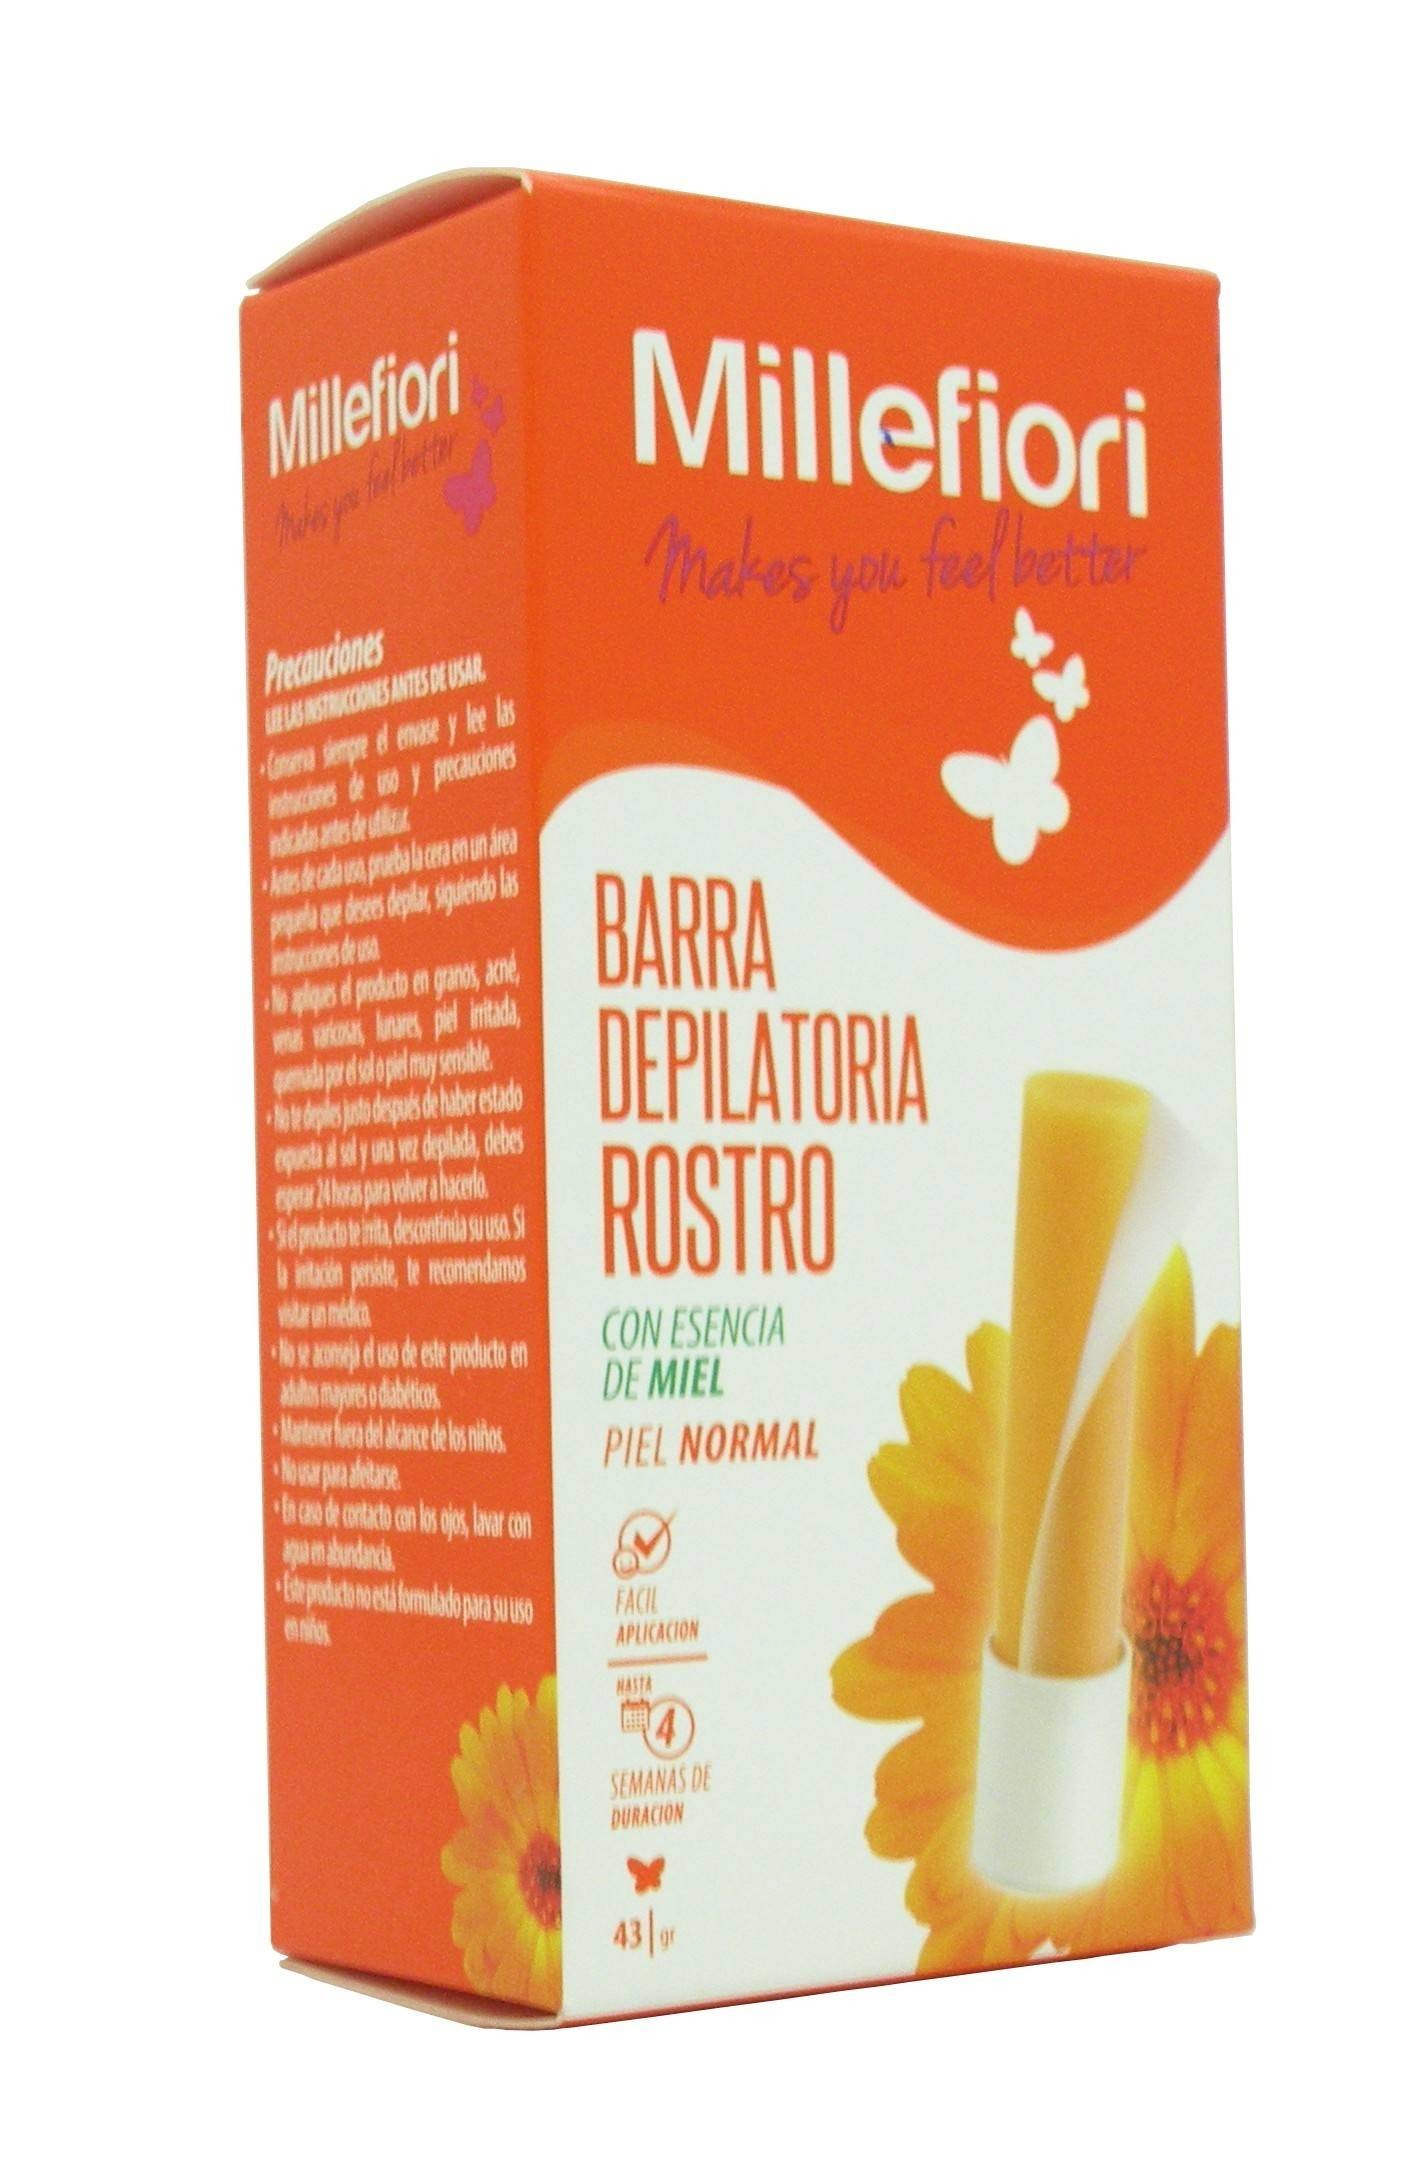 Millefiori
Makes you feel better
Precauciones
LEE LAS INSTRUCCIONES ANTES DE USAR.
• Conserva siempre el envase y lee las
instrucciones de uso y precauciones
indicadas antes de utilizar.
• Antes de cada uso, prueba la cera en un área
pequeña que desees depilar, siguiendo las
instrucciones de uso.
• No apliques el producto en granos, acné,
venas varicosas, lunares, piel irritada,
quemada por el sol o piel muy sensible.
• No te depiles justo después de haber estado
expuesta al sol y una vez depilada, debes
esperar 24 horas para volver a hacerlo.
• Si el producto te irrita, descontinúa su uso. Si
la irritación persiste, te recomendamos
visitar un médico.
• No se aconseja el uso de este producto en
adultos mayores o diabéticos.
• Mantener fuera del alcance de los niños.
• No usar para afeitarse.
• En caso de contacto con los ojos, lavar con
agua en abundancia.
• Este producto no está formulado para su uso
en niños.
Millefiori
Makes you feel better
BARRA
DEPILATORIA
ROSTRO
CON ESENCIA
DE MIEL
PIEL NORMAL
FACIL
APLICACION
HASTA
4
SEMANAS DE
DURACION
43 | gr